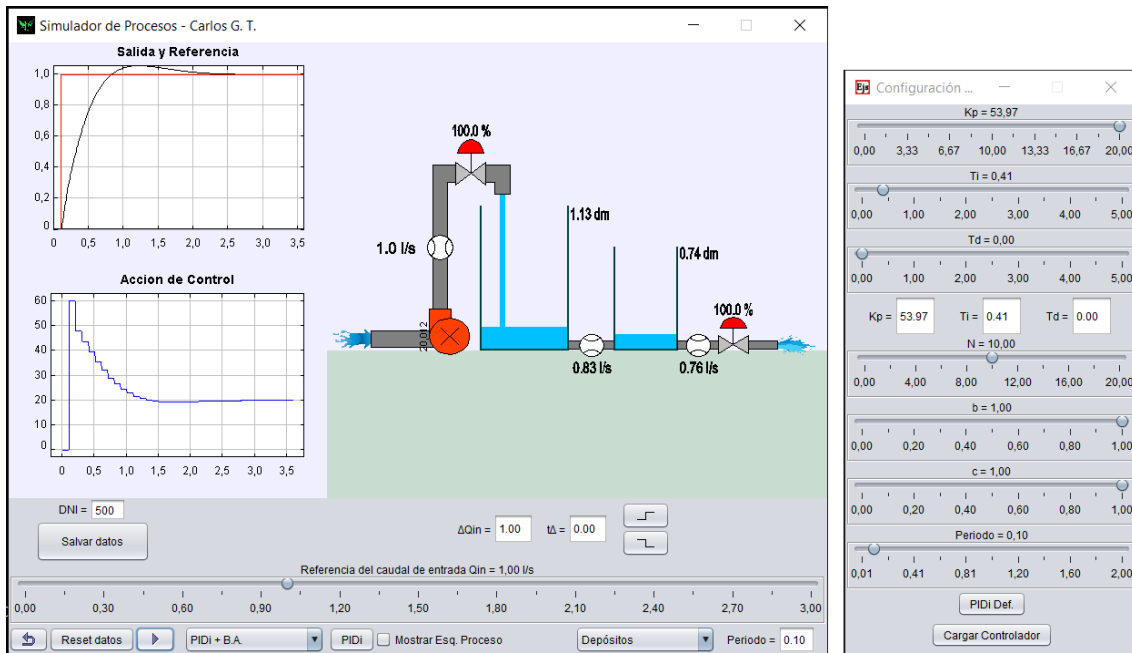 Simulador de Procesos - Carlos G. T.
Salida y Referencia
1,0
0,8
0,6
0,4
0,2
0
0 0,5 1,0 1,5 2,0 2,5 3,0 3,5
Accion de Control
60
50
40
30
20
10
0
0 0,5 1,0 1,5 2,0 2,5 3,0 3,5
100.0 %
1.13 dm
1.0 l/s
0.74 dm
20,012
100.0 %
0.83 l/s
0.76 l/s
DNI = 500
Salvar datos
ΔQin = 1.00 tΔ = 0.00
Referencia del caudal de entrada Qin = 1,00 l/s
0,00 0,30 0,60 0,90 1,20 1,50 1,80 2,10 2,40 2,70 3,00
Reset datos PIDi + B.A. PIDi Mostrar Esq. Proceso Depósitos Periodo = 0.10
Ejs Configuración ...
Kp = 53,97
0,00 3,33 6,67 10,00 13,33 16,67 20,00
Ti = 0,41
0,00 1,00 2,00 3,00 4,00 5,00
Td = 0,00
0,00 1,00 2,00 3,00 4,00 5,00
Kp = 53.97 Ti = 0.41 Td = 0.00
N = 10,00
0,00 4,00 8,00 12,00 16,00 20,00
b = 1,00
0,00 0,20 0,40 0,60 0,80 1,00
c = 1,00
0,00 0,20 0,40 0,60 0,80 1,00
Periodo = 0,10
0,01 0,41 0,81 1,20 1,60 2,00
PIDi Def.
Cargar Controlador